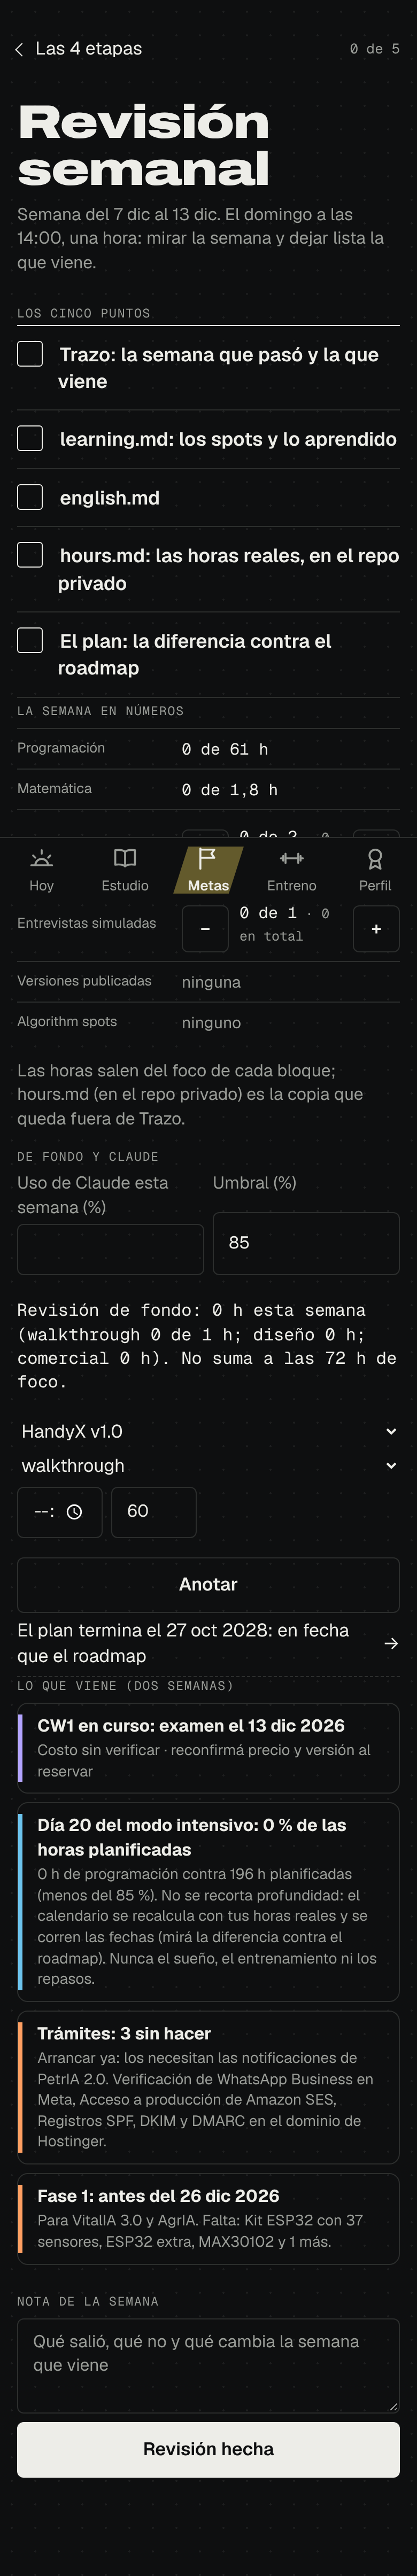 Las 4 etapas
0 de 5
Revisión
semanal
Semana del 7 dic al 13 dic. El domingo a las
14:00, una hora: mirar la semana y dejar lista la
que viene.
LOS CINCO PUNTOS
Trazo: la semana que pasó y la que
viene
learning.md: los spots y lo aprendido
english.md
hours.md: las horas reales, en el repo
privado
El plan: la diferencia contra el
roadmap
LA SEMANA EN NÚMEROS
Programación
0 de 61 h
Matemática
0 de 1,8 h
Hoy
Estudio
Metas
Entreno
Perfil
Entrevistas simuladas
−
0 de 1 · 0
en total
+
Versiones publicadas
ninguna
Algorithm spots
ninguno
Las horas salen del foco de cada bloque;
hours.md (en el repo privado) es la copia que
queda fuera de Trazo.
DE FONDO Y CLAUDE
Uso de Claude esta
semana (%)
Umbral (%)
85
Revisión de fondo: 0 h esta semana
(walkthrough 0 de 1 h; diseño 0 h;
comercial 0 h). No suma a las 72 h de
foco.
HandyX v1.0
walkthrough
--:
60
Anotar
El plan termina el 27 oct 2028: en fecha
que el roadmap
LO QUE VIENE (DOS SEMANAS)
CW1 en curso: examen el 13 dic 2026
Costo sin verificar · reconfirmá precio y versión al
reservar
Día 20 del modo intensivo: 0 % de las
horas planificadas
0 h de programación contra 196 h planificadas
(menos del 85 %). No se recorta profundidad: el
calendario se recalcula con tus horas reales y se
corren las fechas (mirá la diferencia contra el
roadmap). Nunca el sueño, el entrenamiento ni los
repasos.
Trámites: 3 sin hacer
Arrancar ya: los necesitan las notificaciones de
PetrIA 2.0. Verificación de WhatsApp Business en
Meta, Acceso a producción de Amazon SES,
Registros SPF, DKIM y DMARC en el dominio de
Hostinger.
Fase 1: antes del 26 dic 2026
Para VitalIA 3.0 y AgrIA. Falta: Kit ESP32 con 37
sensores, ESP32 extra, MAX30102 y 1 más.
NOTA DE LA SEMANA
Qué salió, qué no y qué cambia la semana
que viene
Revisión hecha